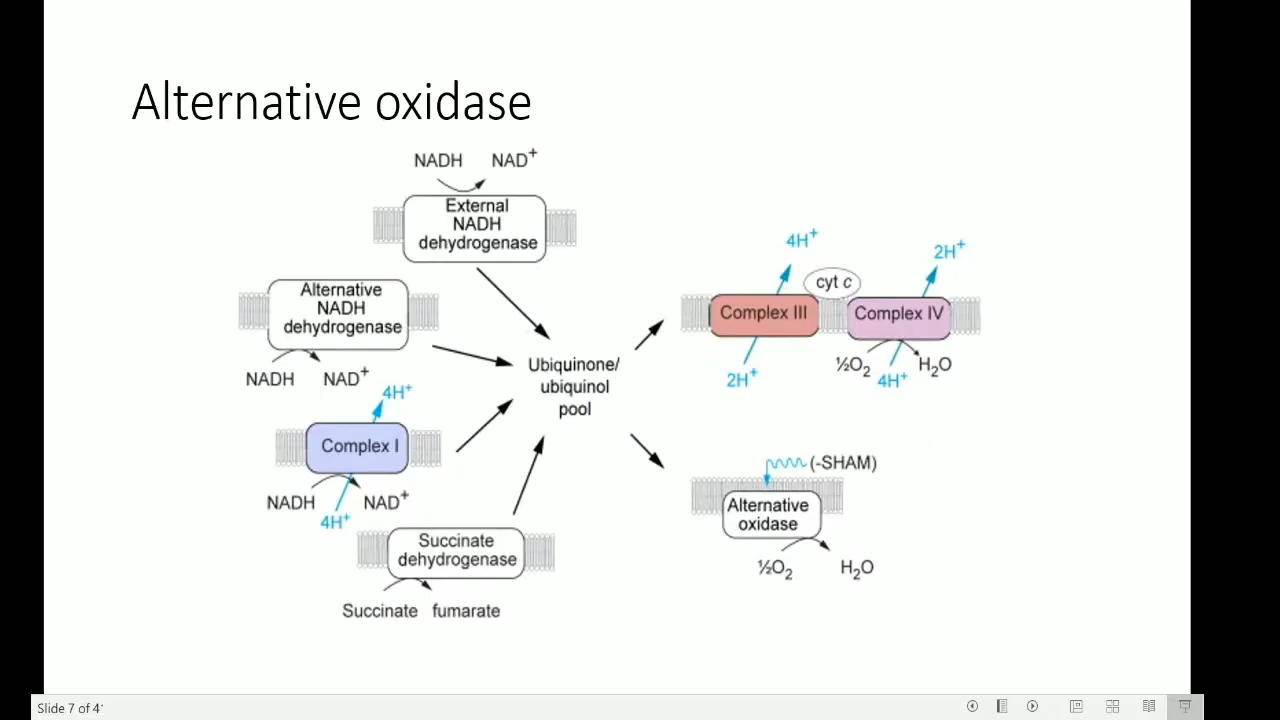 Alternative oxidase
NADH NAD+
External
NADH
dehydrogenase
4H+
2H+
cyt c
Alternative
NADH
dehydrogenase
Complex III
Complex IV
NADH NAD+
Ubiquinone/
ubiquinol
pool
2H+
½O2
4H+
H2O
4H+
Complex I
NADH
4H+
NAD+
(-SHAM)
Alternative
oxidase
½O2 H2O
Succinate
dehydrogenase
Succinate fumarate
Slide 7 of 4